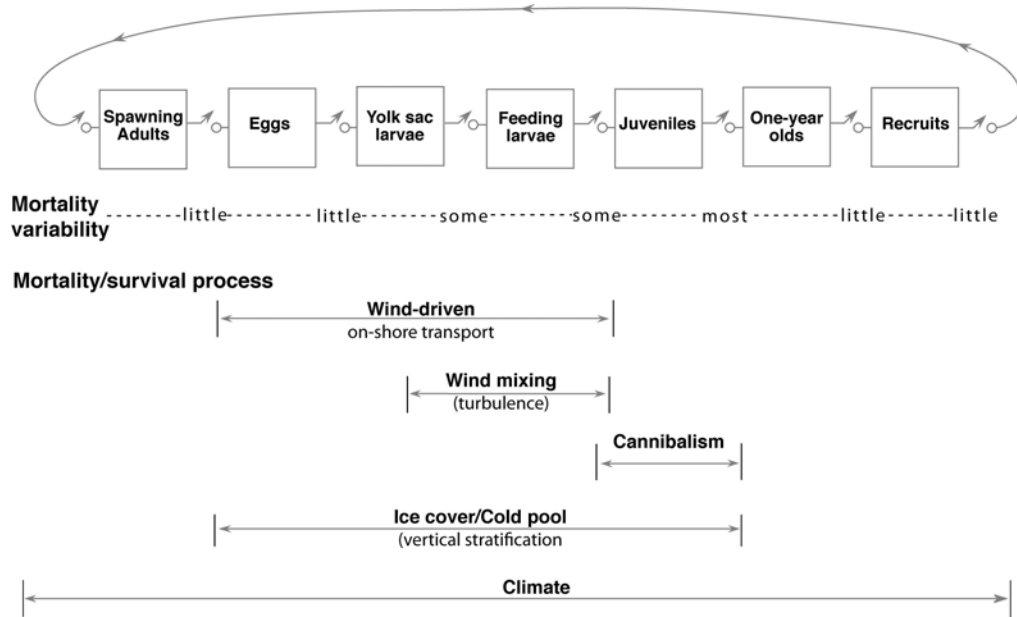 Spawning
Adults
Eggs
Yolk sac
larvae
Feeding
larvae
Juveniles
One-year
olds
Recruits
Mortality
variability
little
little
some
some
most
little
little
Mortality/survival process
Wind-driven
on-shore transport
Wind mixing
(turbulence)
Cannibalism
Ice cover/Cold pool
(vertical stratification
Climate